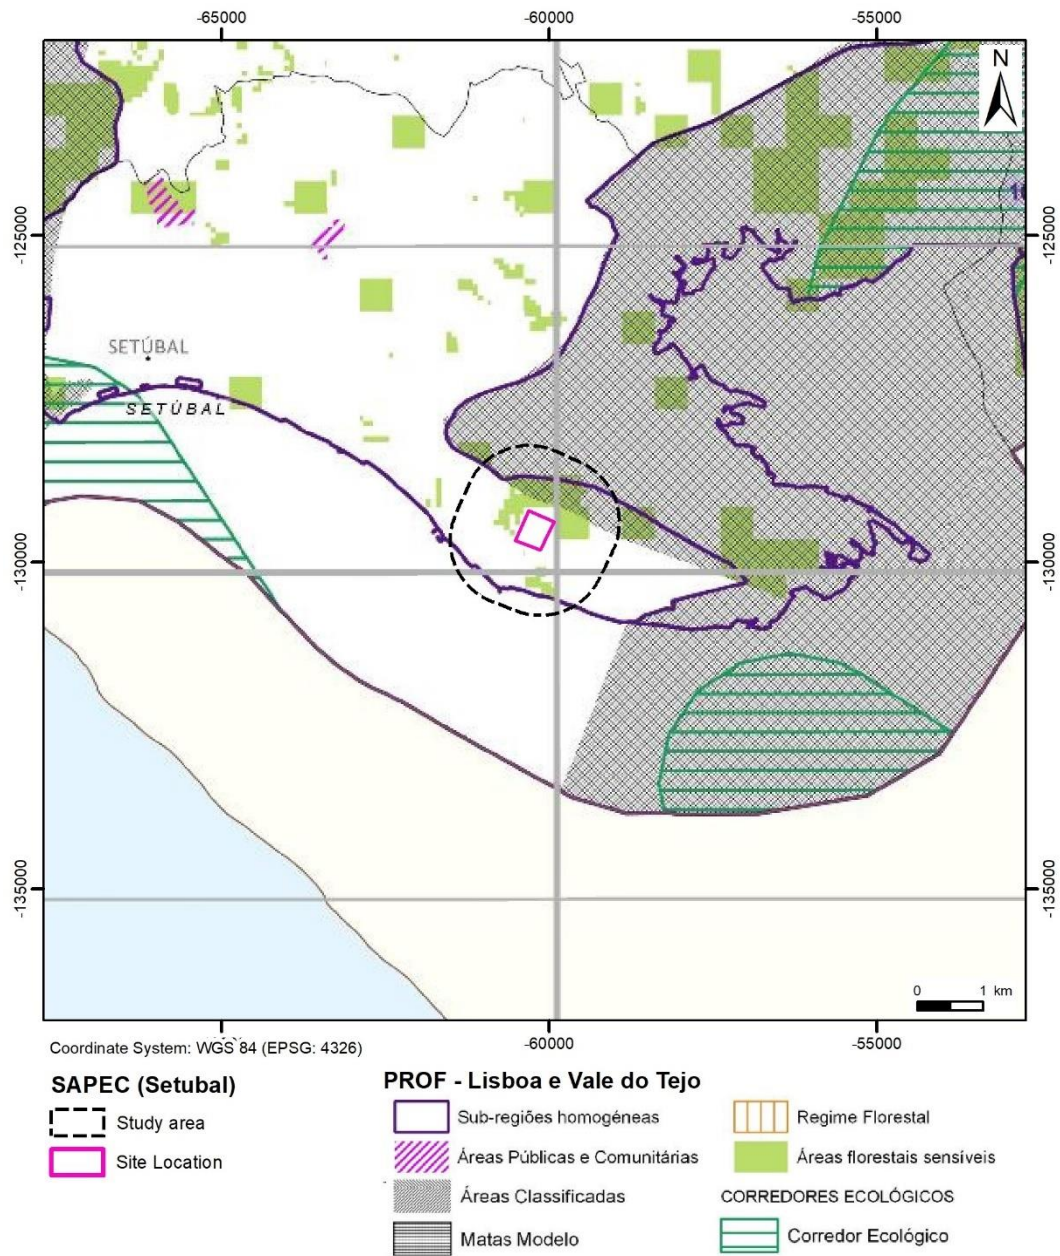 -65000 -60000 -55000
N
-125000 -125000
SETÚBAL
SETÚBAL
-130000 -130000
-135000 -135000
0 1 km
-65000 -60000 -55000
Coordinate System: WGS 84 (EPSG: 4326)
SAPEC (Setubal)
Study area
Site Location
PROF - Lisboa e Vale do Tejo
Sub-regiões homogéneas
Áreas Públicas e Comunitárias
Áreas Classificadas
Matas Modelo
Regime Florestal
Áreas florestais sensíveis
CORREDORES ECOLÓGICOS
Corredor Ecológico